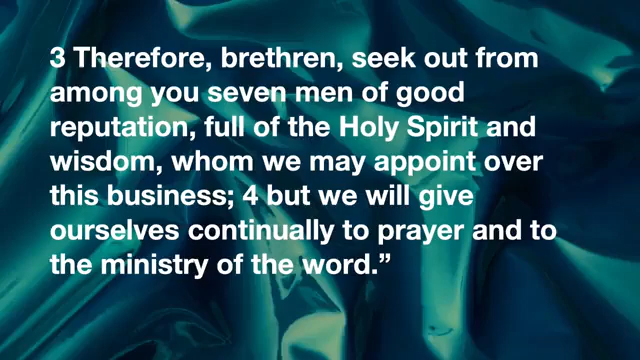 3 Therefore, brethren, seek out from
among you seven men of good
reputation, full of the Holy Spirit and
wisdom, whom we may appoint over
this business; 4 but we will give
ourselves continually to prayer and to
the ministry of the word.”